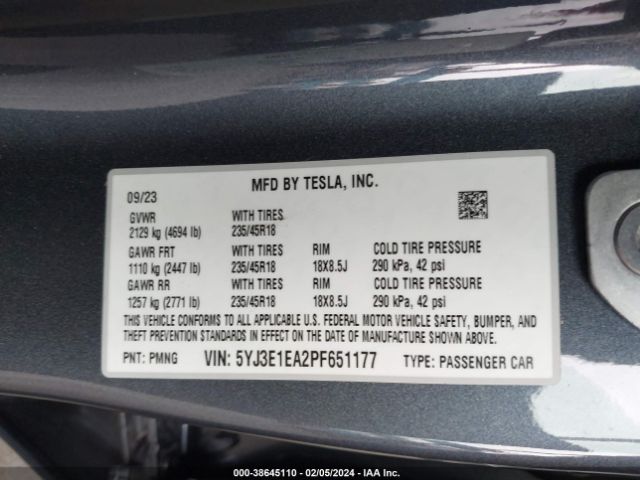 MFD BY TESLA, INC.
09/23
GVWR WITH TIRES
2129 kg (4694 lb) 235/45R18
GAWR FRT WITH TIRES RIM COLD TIRE PRESSURE
1110 kg (2447 lb) 235/45R18 18X8.5J 290 kPa, 42 psi
GAWR RR WITH TIRES RIM COLD TIRE PRESSURE
1257 kg (2771 lb) 235/45R18 18X8.5J 290 kPa, 42 psi
THIS VEHICLE CONFORMS TO ALL APPLICABLE U.S. FEDERAL MOTOR VEHICLE SAFETY, BUMPER, AND
THEFT PREVENTION STANDARDS IN EFFECT ON THE DATE OF MANUFACTURE SHOWN ABOVE.
PNT: PMNG VIN: 5YJ3E1EA2PF651177 TYPE: PASSENGER CAR
000-38645110 - 02/05/2024 - IAA Inc.